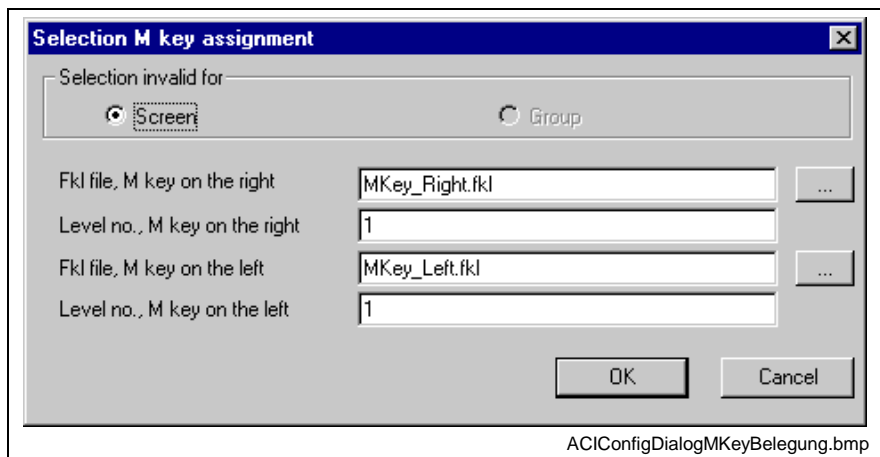 Selection M key assignment
Selection invalid for
Screen Group
Fkl file, M key on the right MKey_Right.fkl ...
Level no., M key on the right 1
Fkl file, M key on the left MKey_Left.fkl ...
Level no., M key on the left 1
OK Cancel
ACIConfigDialogMKeyBelegung.bmp